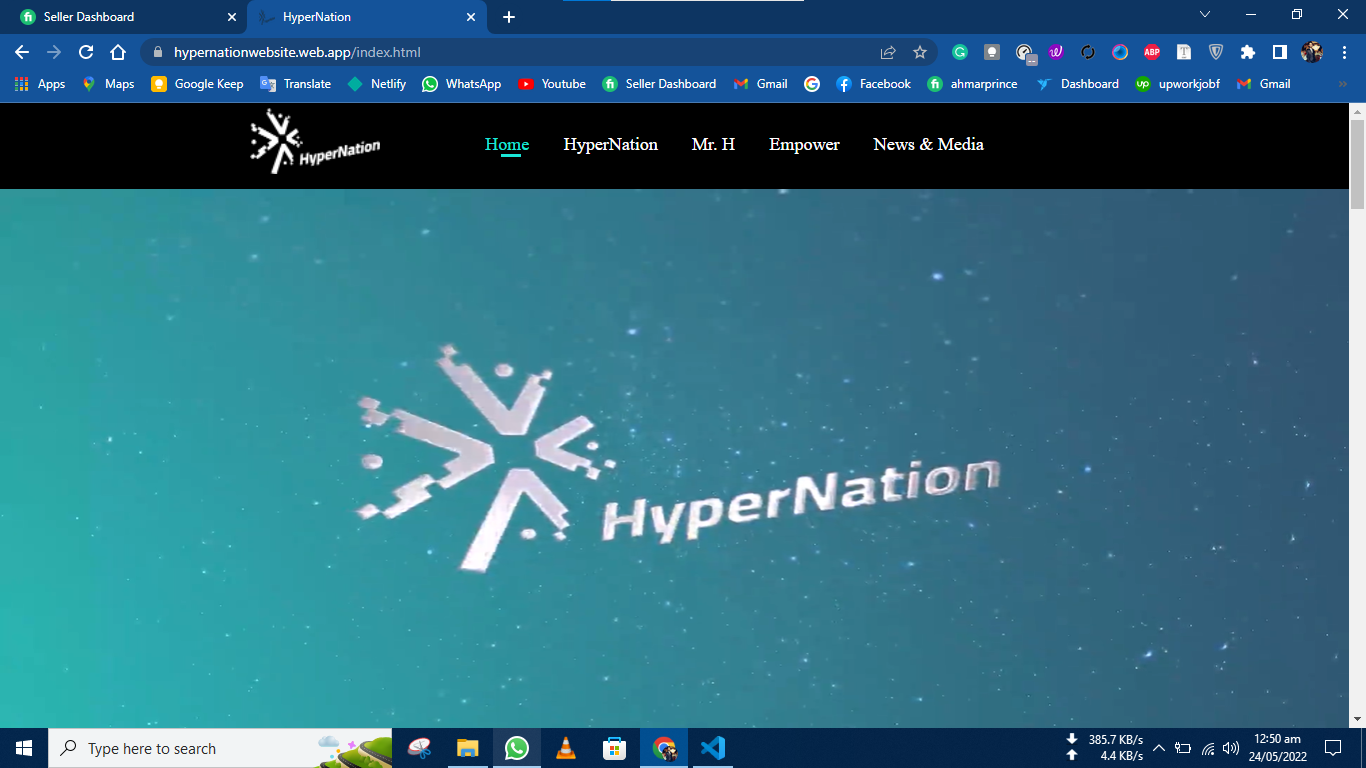 Seller Dashboard
HyperNation
hypernationwebsite.web.app/index.html
ABP
T
Apps
Maps
Google Keep
Translate
Netlify
WhatsApp
Youtube
Seller Dashboard
Gmail
Facebook
ahmarprince
Dashboard
up upworkjobf
Gmail
»
HyperNation
Home
HyperNation
Mr. H
Empower
News & Media
HyperNation
Type here to search
385.7 KB/s
4.4 KB/s
12:50 am
24/05/2022